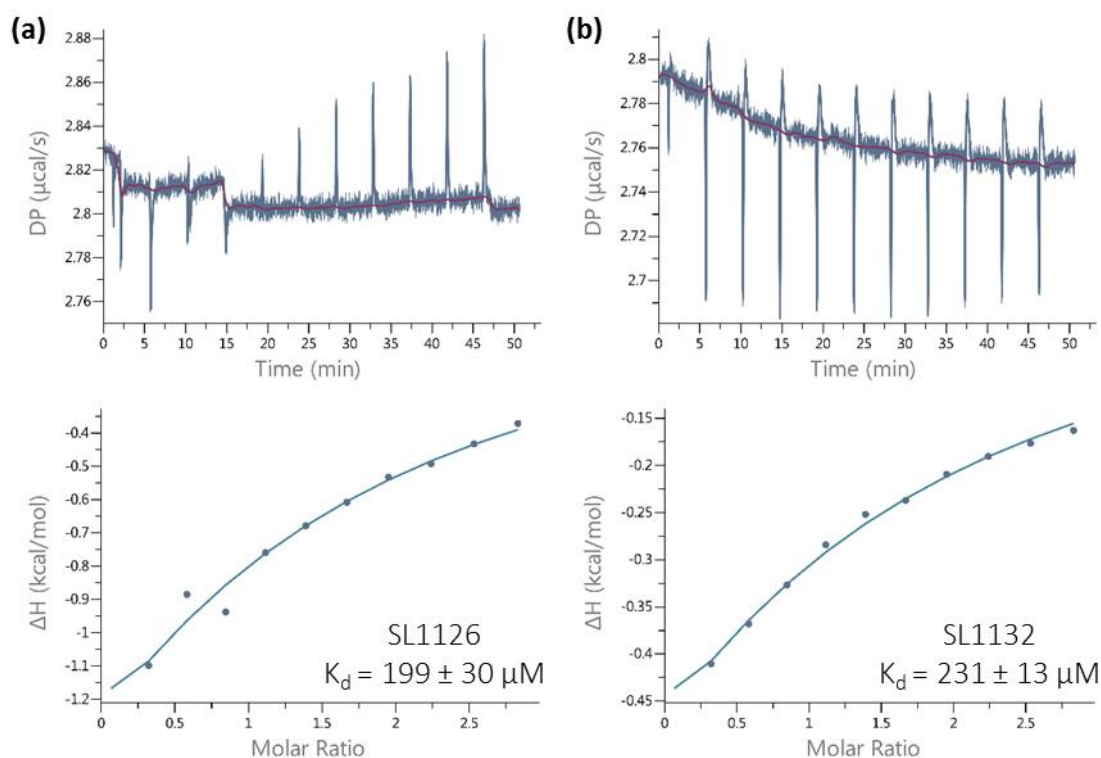 (a)
2.88
2.86
2.84
2.82
2.8
2.78
2.76
DP (μcal/s)
0 5 10 15 20 25 30 35 40 45 50
Time (min)
(b)
2.8
2.78
2.76
2.74
2.72
2.7
DP (μcal/s)
0 5 10 15 20 25 30 35 40 45 50
Time (min)
-0.4
-0.5
-0.6
-0.7
-0.8
-0.9
-1
-1.1
-1.2
ΔH (kcal/mol)
SL1126
Kd = 199 ± 30 μM
0 0.5 1 1.5 2 2.5
Molar Ratio
-0.15
-0.2
-0.25
-0.3
-0.35
-0.4
-0.45
ΔH (kcal/mol)
SL1132
Kd = 231 ± 13 μM
0 0.5 1 1.5 2 2.5
Molar Ratio